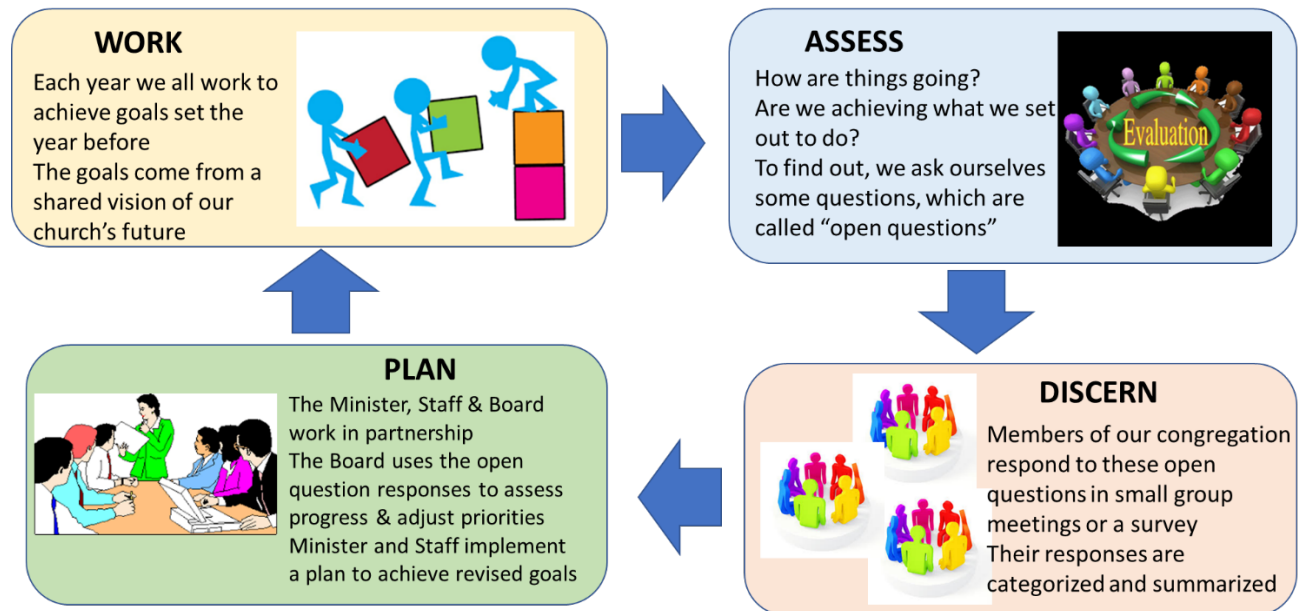 WORK
Each year we all work to
achieve goals set the
year before
The goals come from a
shared vision of our
church’s future
ASSESS
How are things going?
Are we achieving what we set
out to do?
To find out, we ask ourselves
some questions, which are
called “open questions”
Evaluation
PLAN
The Minister, Staff & Board
work in partnership
The Board uses the open
question responses to assess
progress & adjust priorities
Minister and Staff implement
a plan to achieve revised goals
DISCERN
Members of our congregation
respond to these open
questions in small group
meetings or a survey
Their responses are
categorized and summarized